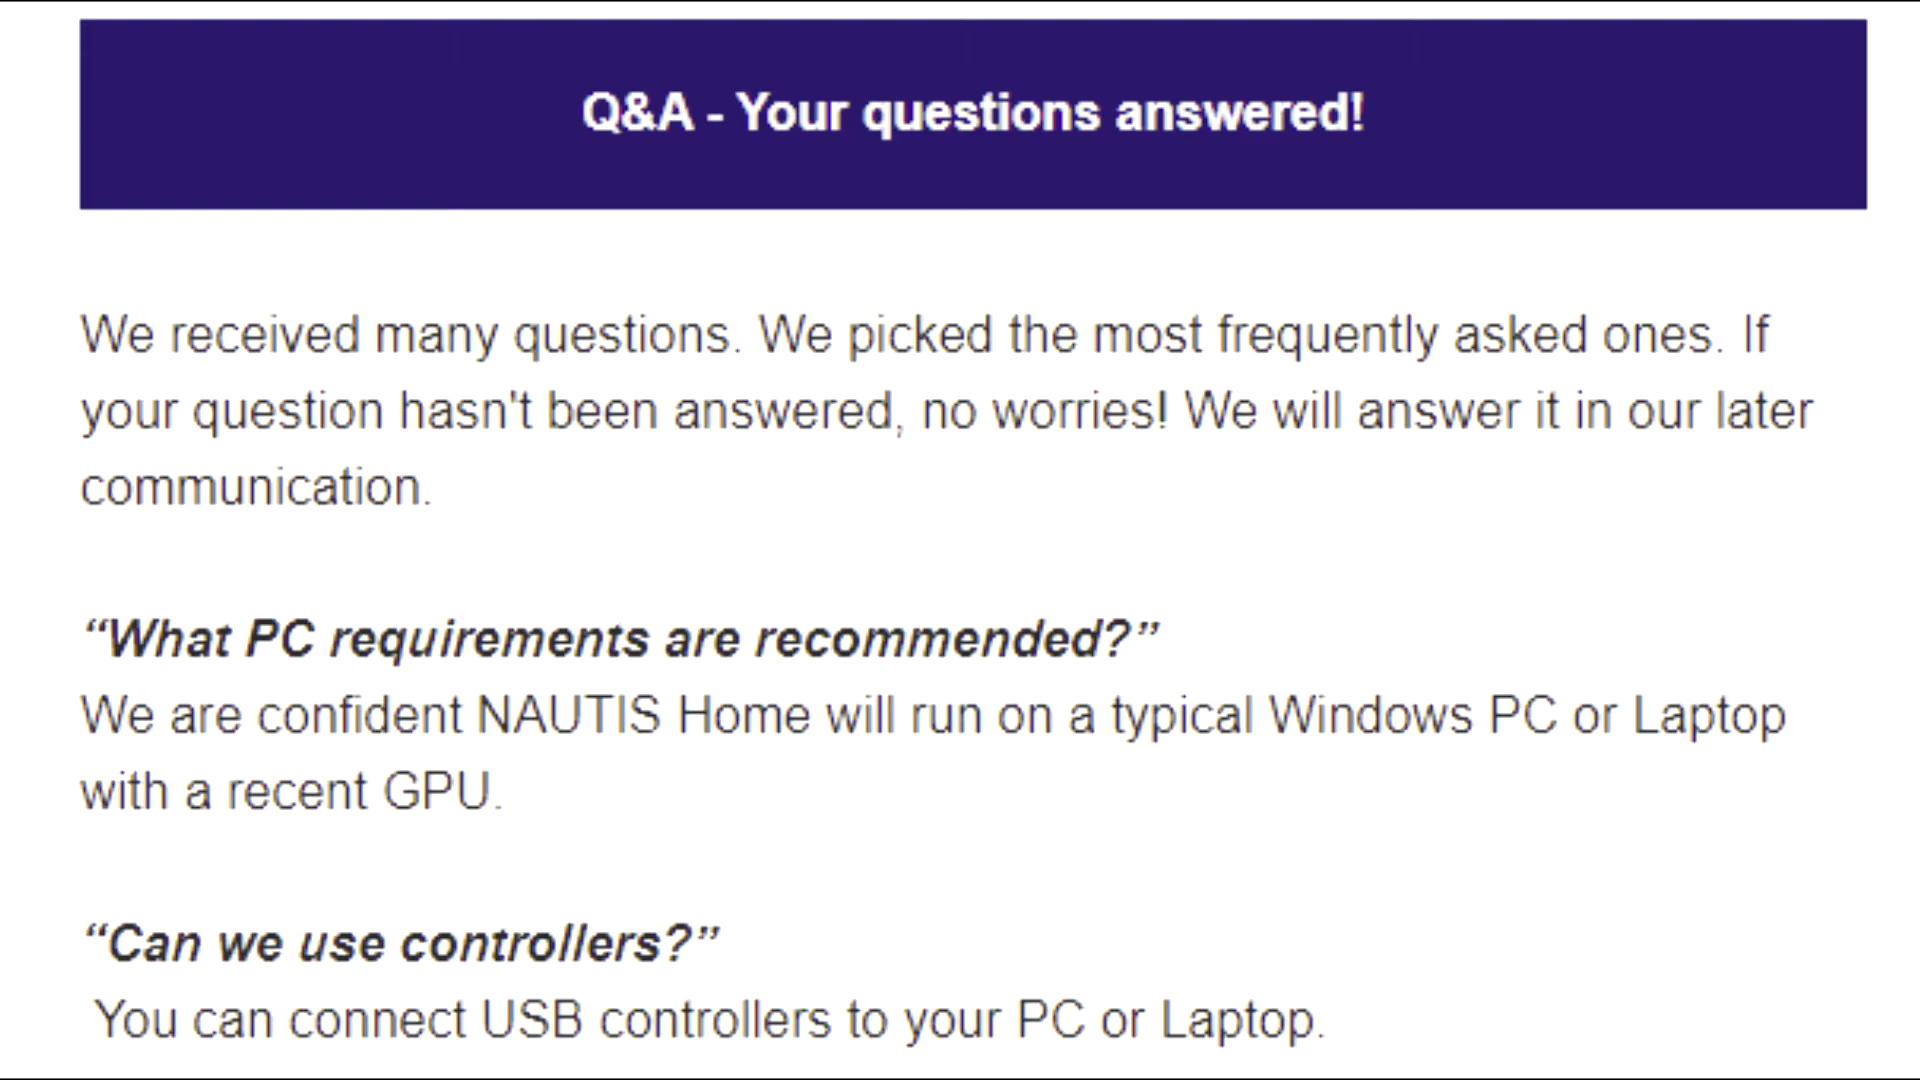 Q&A - Your questions answered!
We received many questions. We picked the most frequently asked ones. If
your question hasn't been answered, no worries! We will answer it in our later
communication.
“What PC requirements are recommended?”
We are confident NAUTIS Home will run on a typical Windows PC or Laptop
with a recent GPU.
“Can we use controllers?”
You can connect USB controllers to your PC or Laptop.